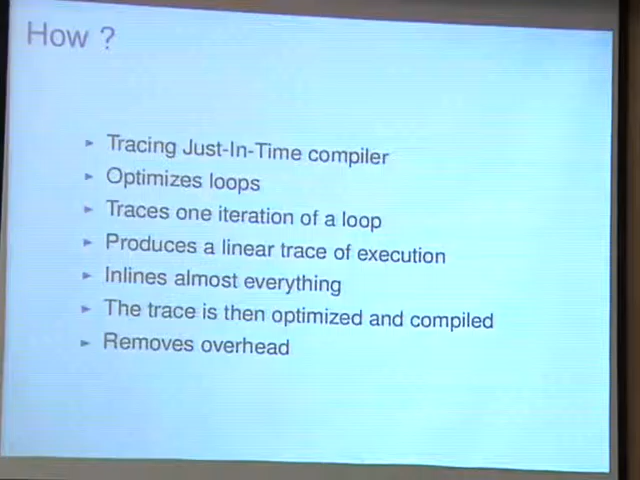 How ?
Tracing Just-In-Time compiler
Optimizes loops
Traces one iteration of a loop
Produces a linear trace of execution
Inlines almost everything
The trace is then optimized and compiled
Removes overhead